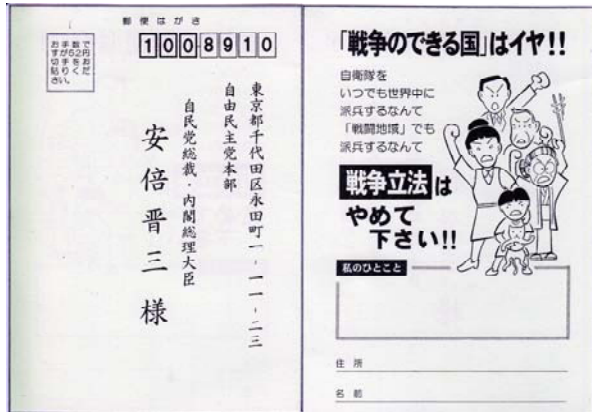 郵便はがき
お手数で
すが52円
切手をお
貼りくだ
さい。
100-8910
東京都千代田区永田町一-一一-二三
自由民主党本部
自民党総裁・内閣総理大臣
安倍晋三 様
「戦争のできる国」はイヤ!!
自衛隊を
いつでも世界中に
派兵するなんて
「戦闘地域」でも
派兵するなんて
戦争立法は
やめて
下さい!!
私のひとこと
住所
名前